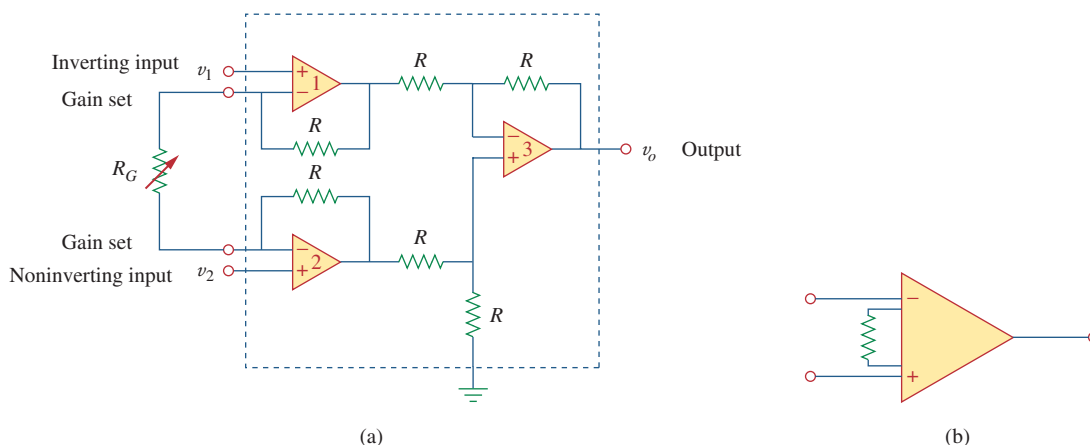 R R
Inverting input v1 + 1 −
Gain set
R
− 3 + vo Output
RG
R
Gain set
R
− 2 +
Noninverting input v2
R
−
+
(a) (b)